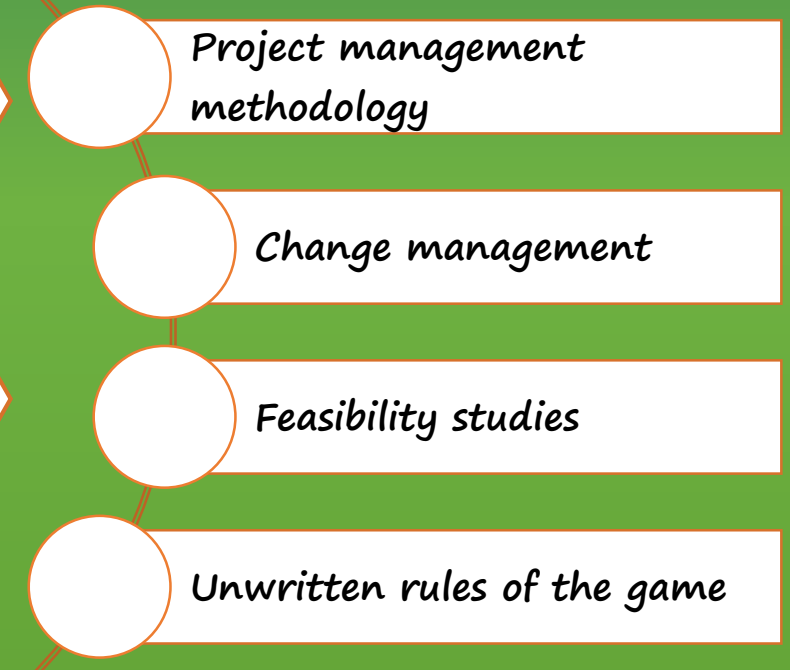 Project management
methodology
Change management
Feasibility studies
Unwritten rules of the game